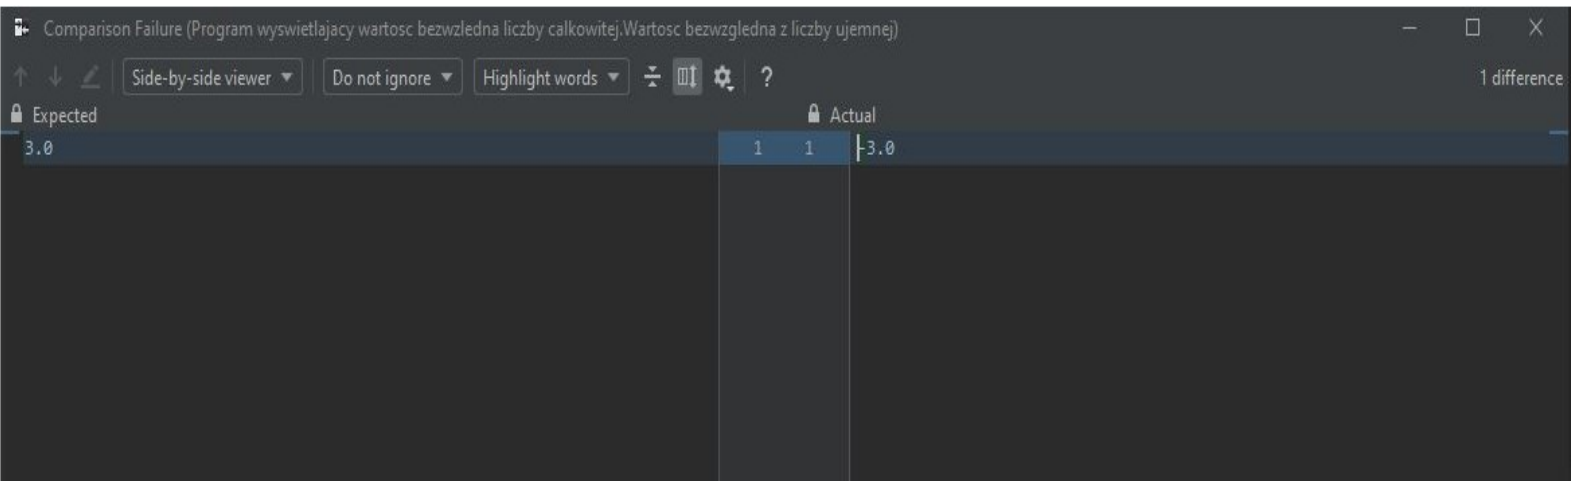 Comparison Failure (Program wyswietlajacy wartosc bezwzledna liczby calkowitej.Wartosc bezwzgledna z liczby ujemnej)
Side-by-side viewer Do not ignore Highlight words ? 1 difference
Expected Actual
3.0 1 1 -3.0